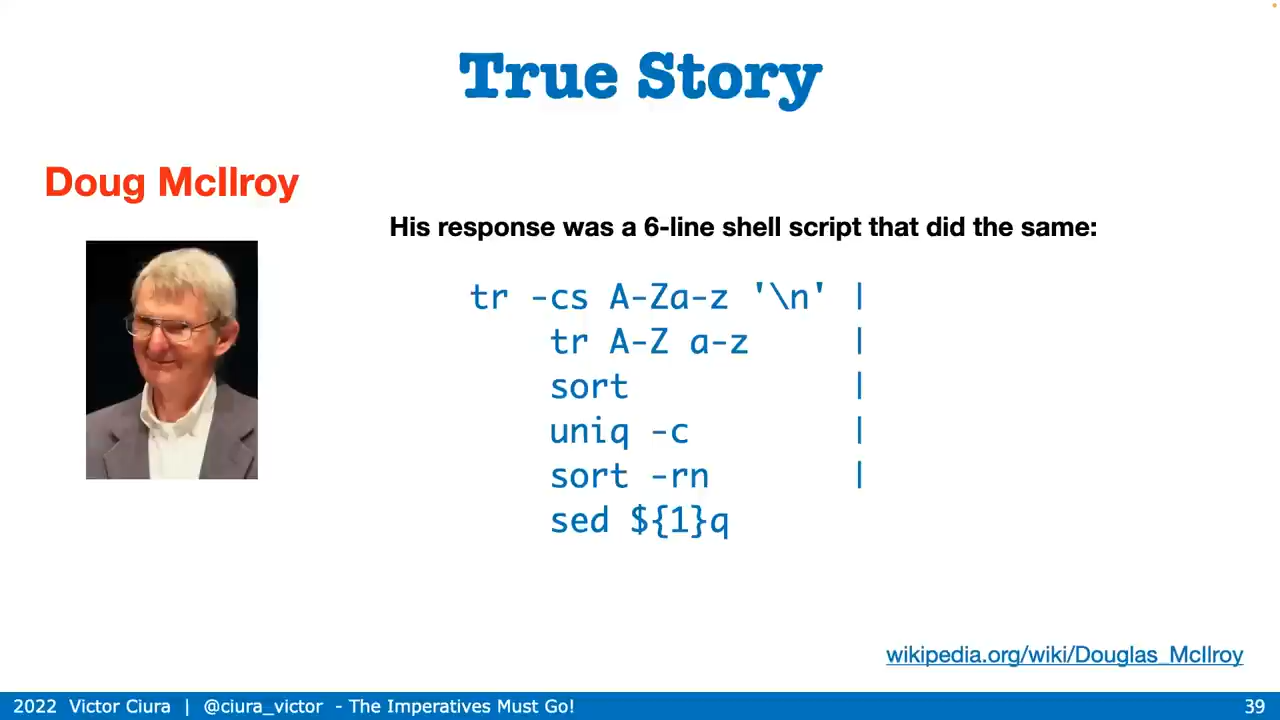 True Story
Doug McIlroy
His response was a 6-line shell script that did the same:
tr -cs A-Za-z '\n' |
tr A-Z a-z |
sort |
uniq -c |
sort -rn |
sed ${1}q
wikipedia.org/wiki/Douglas_McIlroy
2022 Victor Ciura | @ciura_victor - The Imperatives Must Go!
39